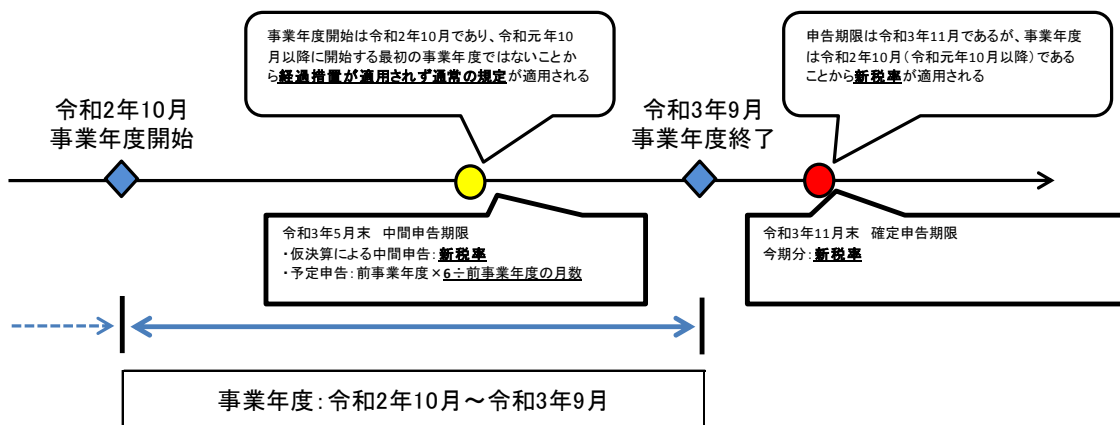 事業年度開始は令和2年10月であり、令和元年10
月以降に開始する最初の事業年度ではないことか
ら経過措置が適用されず通常の規定が適用される
申告期限は令和3年11月であるが、事業年度
は令和2年10月(令和元年10月以降)である
ことから新税率が適用される
令和2年10月
事業年度開始
令和3年9月
事業年度終了
令和3年5月末 中間申告期限
・仮決算による中間申告:新税率
・予定申告:前事業年度×6÷前事業年度の月数
令和3年11月末 確定申告期限
今期分:新税率
事業年度:令和2年10月～令和3年9月